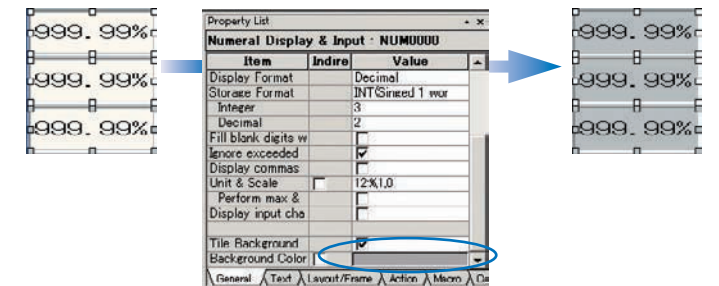 999. 99%
999. 99%
999. 99%
Property List
Numeral Display & Input : NUM0000
Item Indire Value
Display Format Decimal
Storage Format INT(Singed 1 wor
Integer 3
Decimal 2
Fill blank digits w
Ignore exceeded
Display commas
Unit & Scale 12:%,1,0
Perform max &
Display input cha
Tile Background
Background Color
General Text Layout/Frame Action Macro
999. 99%
999. 99%
999. 99%